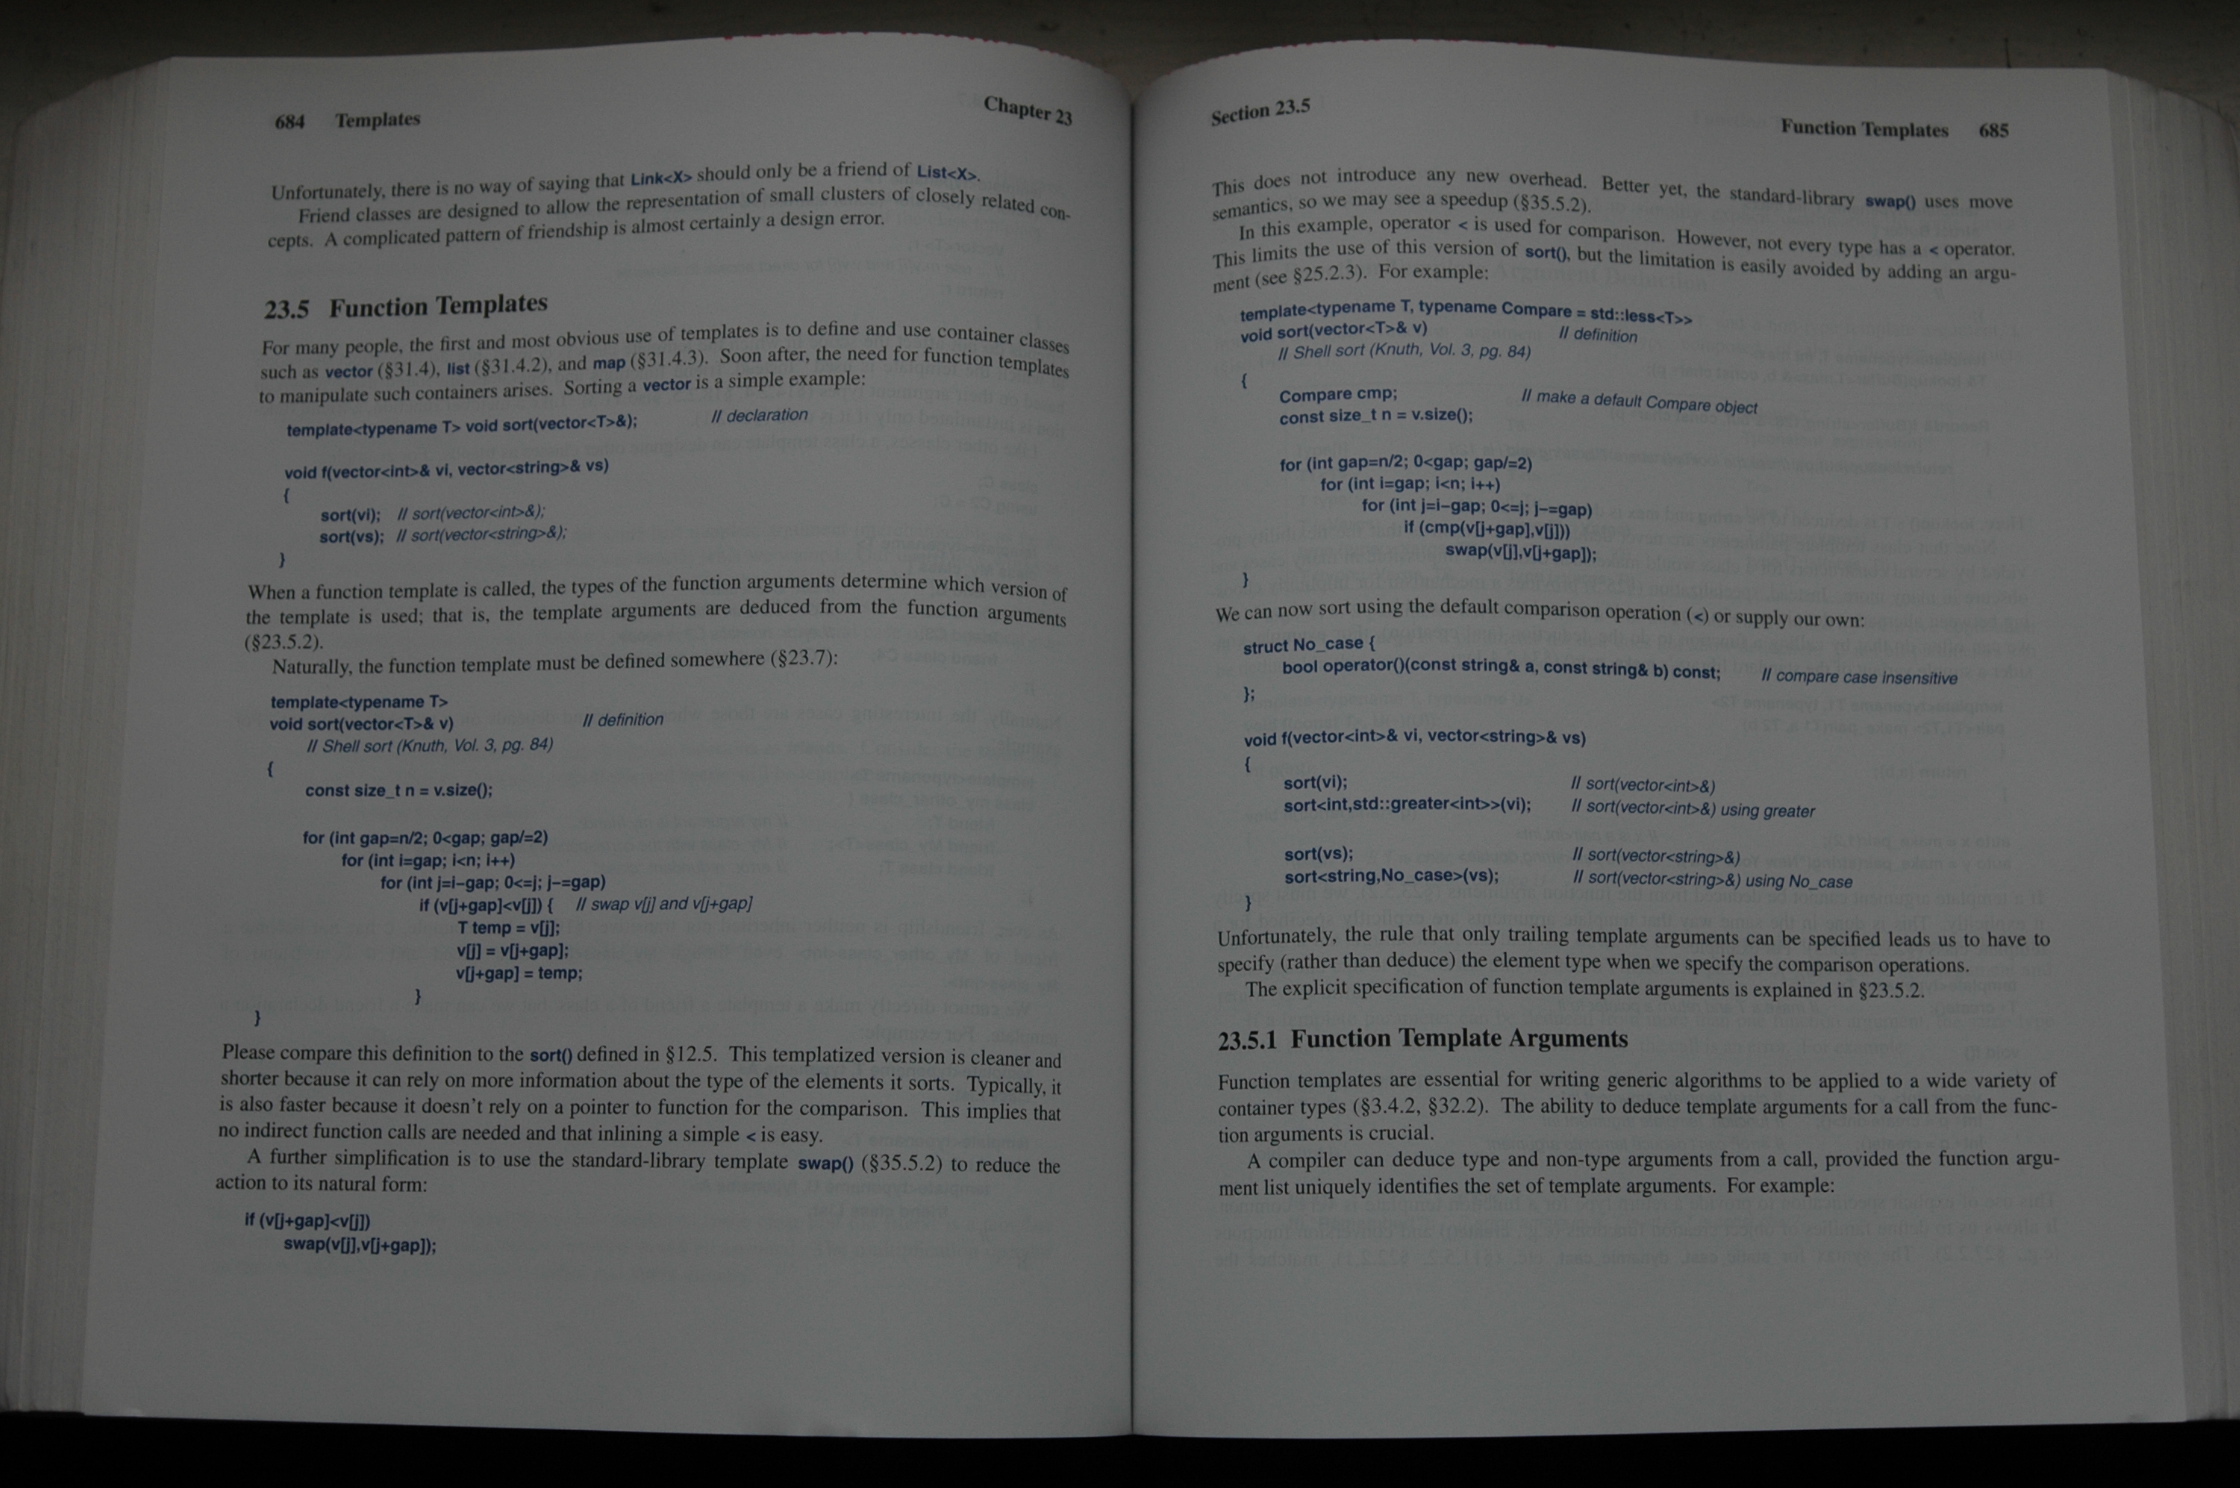 684 Templates Chapter 23
Unfortunately, there is no way of saying that Link<X> should only be a friend of List<X>.
Friend classes are designed to allow the representation of small clusters of closely related con-
cepts. A complicated pattern of friendship is almost certainly a design error.
23.5 Function Templates
For many people, the first and most obvious use of templates is to define and use container classes
such as vector (§31.4), list (§31.4.2), and map (§31.4.3). Soon after, the need for function templates
to manipulate such containers arises. Sorting a vector is a simple example:
template<typename T> void sort(vector<T>&); // declaration
void f(vector<int>& vi, vector<string>& vs)
{
sort(vi); // sort(vector<int>&);
sort(vs); // sort(vector<string>&);
}
When a function template is called, the types of the function arguments determine which version of
the template is used; that is, the template arguments are deduced from the function arguments
(§23.5.2).
Naturally, the function template must be defined somewhere (§23.7):
template<typename T>
void sort(vector<T>& v) // definition
// Shell sort (Knuth, Vol. 3, pg. 84)
{
const size_t n = v.size();
for (int gap=n/2; 0<gap; gap/=2)
for (int i=gap; i<n; i++)
for (int j=i-gap; 0<=j; j-=gap)
if (v[j+gap]<v[j]) { // swap v[j] and v[j+gap]
T temp = v[j];
v[j] = v[j+gap];
v[j+gap] = temp;
}
}
Please compare this definition to the sort() defined in §12.5. This templatized version is cleaner and
shorter because it can rely on more information about the type of the elements it sorts. Typically, it
is also faster because it doesn't rely on a pointer to function for the comparison. This implies that
no indirect function calls are needed and that inlining a simple < is easy.
A further simplification is to use the standard-library template swap() (§35.5.2) to reduce the
action to its natural form:
if (v[j+gap]<v[j])
swap(v[j],v[j+gap]);
Section 23.5 Function Templates 685
This does not introduce any new overhead. Better yet, the standard-library swap() uses move
semantics, so we may see a speedup (§35.5.2).
In this example, operator < is used for comparison. However, not every type has a < operator.
This limits the use of this version of sort(), but the limitation is easily avoided by adding an argu-
ment (see §25.2.3). For example:
template<typename T, typename Compare = std::less<T>>
void sort(vector<T>& v) // definition
// Shell sort (Knuth, Vol. 3, pg. 84)
{
Compare cmp; // make a default Compare object
const size_t n = v.size();
for (int gap=n/2; 0<gap; gap/=2)
for (int i=gap; i<n; i++)
for (int j=i-gap; 0<=j; j-=gap)
if (cmp(v[j+gap],v[j]))
swap(v[j],v[j+gap]);
}
We can now sort using the default comparison operation (<) or supply our own:
struct No_case {
bool operator()(const string& a, const string& b) const; // compare case insensitive
};
void f(vector<int>& vi, vector<string>& vs)
{
sort(vi); // sort(vector<int>&)
sort<int,std::greater<int>>(vi); // sort(vector<int>&) using greater
sort(vs); // sort(vector<string>&)
sort<string,No_case>(vs); // sort(vector<string>&) using No_case
}
Unfortunately, the rule that only trailing template arguments can be specified leads us to have to
specify (rather than deduce) the element type when we specify the comparison operations.
The explicit specification of function template arguments is explained in §23.5.2.
23.5.1 Function Template Arguments
Function templates are essential for writing generic algorithms to be applied to a wide variety of
container types (§3.4.2, §32.2). The ability to deduce template arguments for a call from the func-
tion arguments is crucial.
A compiler can deduce type and non-type arguments from a call, provided the function argu-
ment list uniquely identifies the set of template arguments. For example: